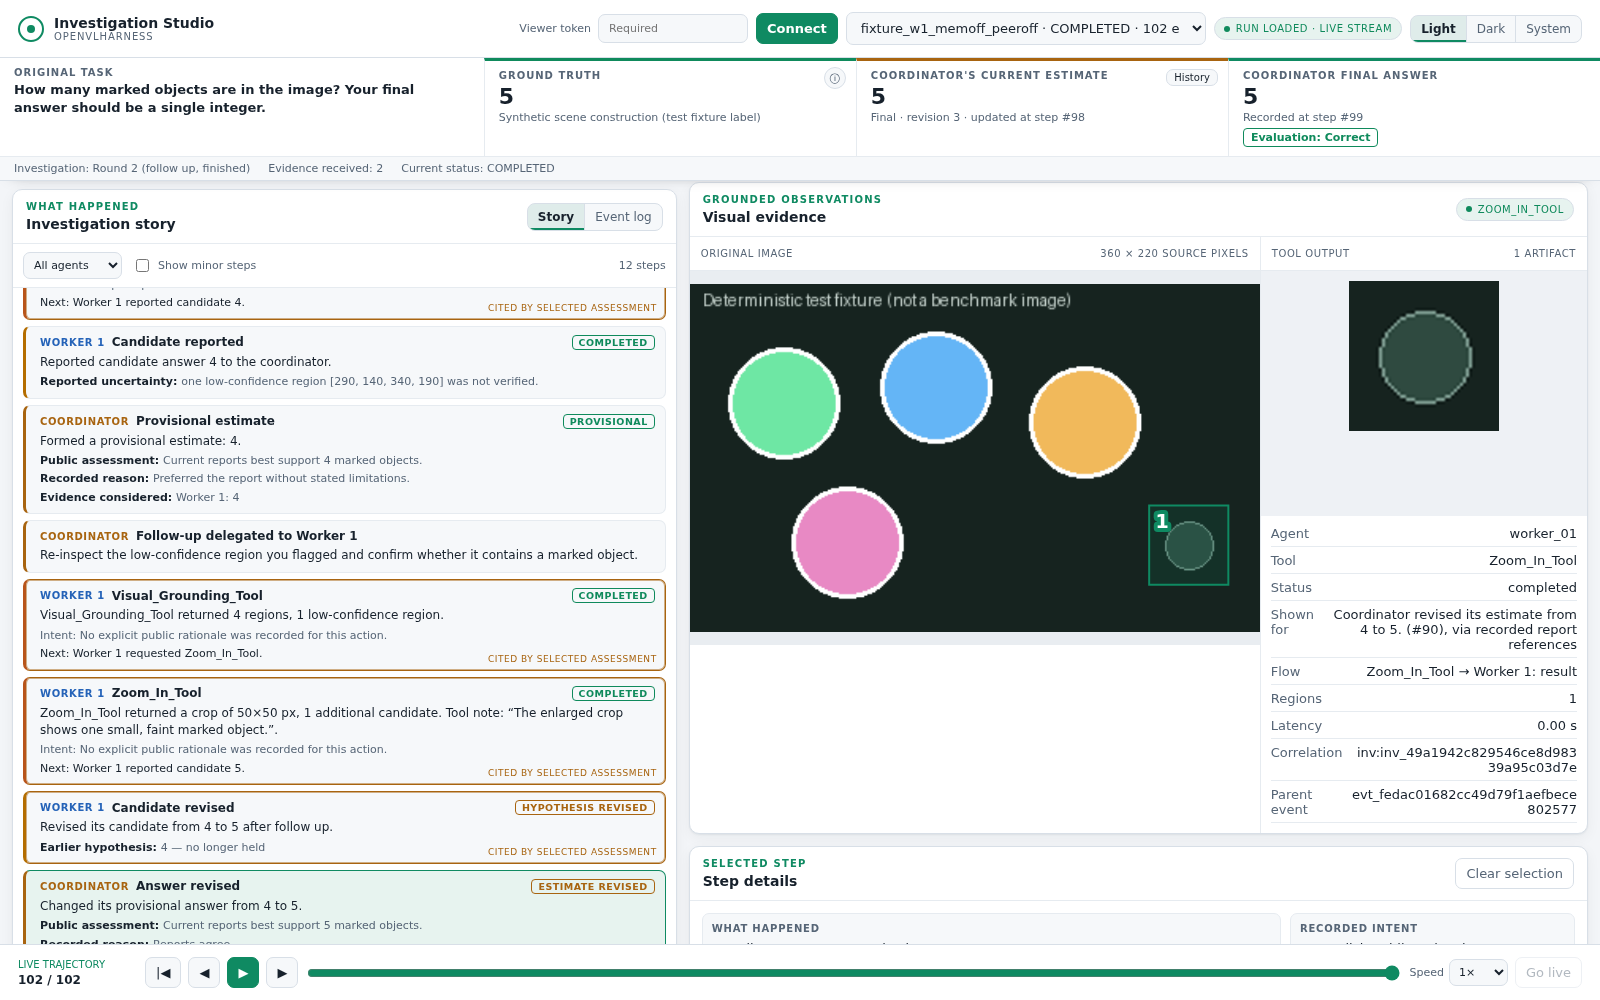 Investigation Studio
OPENVLHARNESS
Viewer token
Required
Connect
fixture_w1_memoff_peeroff · COMPLETED · 102 e
RUN LOADED · LIVE STREAM
Light
Dark
System
ORIGINAL TASK
How many marked objects are in the image? Your final
answer should be a single integer.
GROUND TRUTH
ⓘ
5
Synthetic scene construction (test fixture label)
COORDINATOR'S CURRENT ESTIMATE
History
5
Final · revision 3 · updated at step #98
COORDINATOR FINAL ANSWER
5
Recorded at step #99
Evaluation: Correct
Investigation: Round 2 (follow up, finished)
Evidence received: 2
Current status: COMPLETED
WHAT HAPPENED
Investigation story
Story
Event log
All agents
Show minor steps
12 steps
Next: Worker 1 reported candidate 4.
CITED BY SELECTED ASSESSMENT
WORKER 1 Candidate reported
COMPLETED
Reported candidate answer 4 to the coordinator.
Reported uncertainty: one low-confidence region [290, 140, 340, 190] was not verified.
COORDINATOR Provisional estimate
PROVISIONAL
Formed a provisional estimate: 4.
Public assessment: Current reports best support 4 marked objects.
Recorded reason: Preferred the report without stated limitations.
Evidence considered: Worker 1: 4
COORDINATOR Follow-up delegated to Worker 1
Re-inspect the low-confidence region you flagged and confirm whether it contains a marked object.
WORKER 1 Visual_Grounding_Tool
COMPLETED
Visual_Grounding_Tool returned 4 regions, 1 low-confidence region.
Intent: No explicit public rationale was recorded for this action.
Next: Worker 1 requested Zoom_In_Tool.
CITED BY SELECTED ASSESSMENT
WORKER 1 Zoom_In_Tool
COMPLETED
Zoom_In_Tool returned a crop of 50×50 px, 1 additional candidate. Tool note: “The enlarged crop
shows one small, faint marked object.”.
Intent: No explicit public rationale was recorded for this action.
Next: Worker 1 reported candidate 5.
CITED BY SELECTED ASSESSMENT
WORKER 1 Candidate revised
HYPOTHESIS REVISED
Revised its candidate from 4 to 5 after follow up.
Earlier hypothesis: 4 — no longer held
CITED BY SELECTED ASSESSMENT
COORDINATOR Answer revised
ESTIMATE REVISED
Changed its provisional answer from 4 to 5.
Public assessment: Current reports best support 5 marked objects.
Recorded reason: Reports agree
GROUNDED OBSERVATIONS
Visual evidence
ZOOM_IN_TOOL
ORIGINAL IMAGE
360 × 220 SOURCE PIXELS
Deterministic test fixture (not a benchmark image)
1
TOOL OUTPUT
1 ARTIFACT
Agent worker_01
Tool Zoom_In_Tool
Status completed
Shown for Coordinator revised its estimate from
4 to 5. (#90), via recorded report
references
Flow Zoom_In_Tool → Worker 1: result
Regions 1
Latency 0.00 s
Correlation inv:inv_49a1942c829546ce8d983
39a95c03d7e
Parent event evt_fedac01682cc49d79f1aefbece
802577
SELECTED STEP
Step details
Clear selection
WHAT HAPPENED
RECORDED INTENT
LIVE TRAJECTORY
102 / 102
Speed
1×
Go live